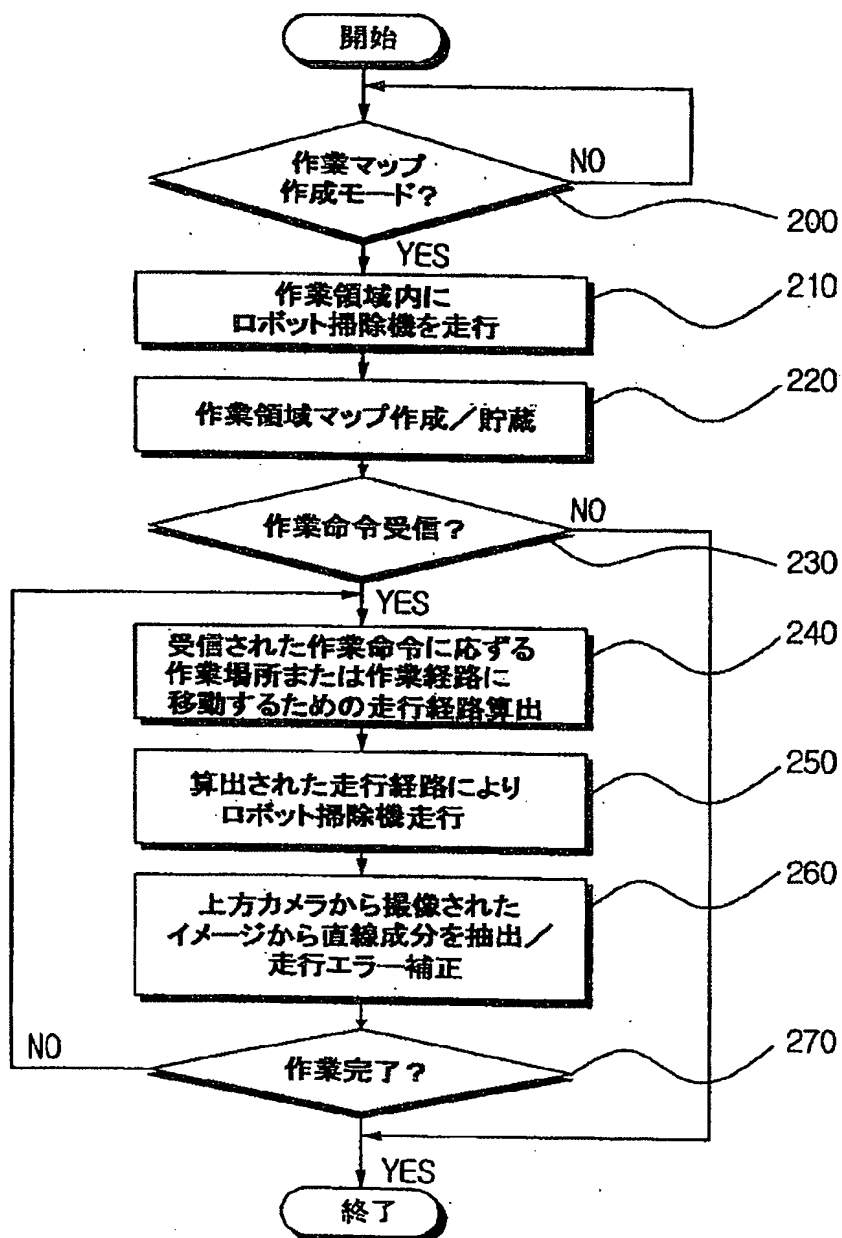 開始
作業マップ
作成モード?
NO
200
YES
作業領域内に
ロボット掃除機を走行
210
作業領域マップ作成/貯蔵
220
作業命令受信?
NO
230
YES
受信された作業命令に応ずる
作業場所または作業経路に
移動するための走行経路算出
240
算出された走行経路により
ロボット掃除機走行
250
上方カメラから撮像された
イメージから直線成分を抽出/
走行エラー補正
260
NO
作業完了?
270
YES
終了